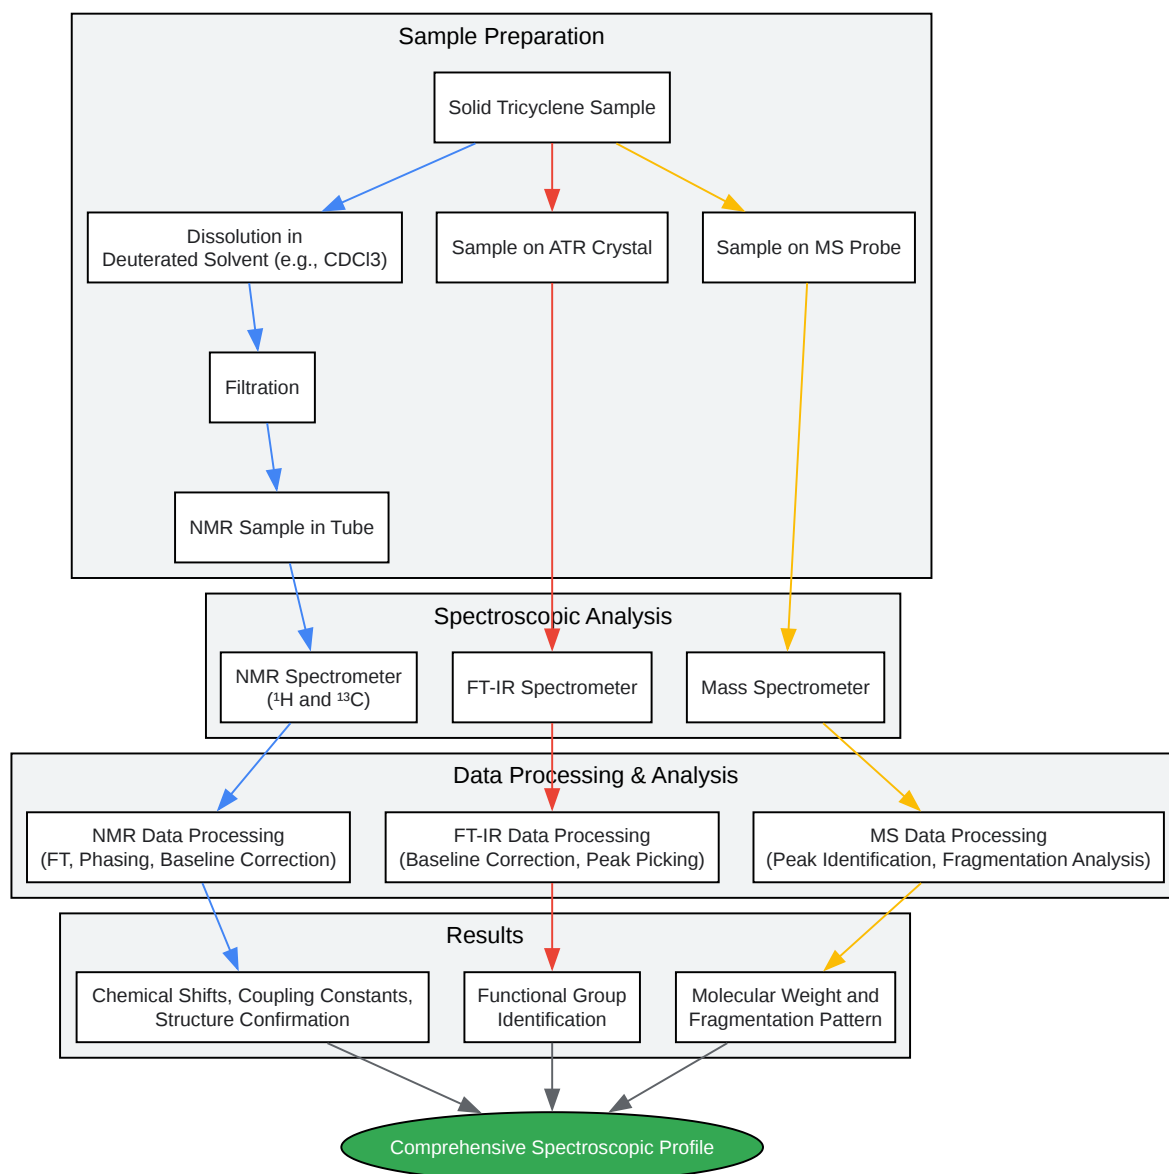 Sample Preparation
Solid Tricyclene Sample
Dissolution in
Deuterated Solvent (e.g., CDCl3)
Sample on ATR Crystal
Sample on MS Probe
Filtration
NMR Sample in Tube
Spectroscopic Analysis
NMR Spectrometer
(¹H and ¹³C)
FT-IR Spectrometer
Mass Spectrometer
Data Processing & Analysis
NMR Data Processing
(FT, Phasing, Baseline Correction)
FT-IR Data Processing
(Baseline Correction, Peak Picking)
MS Data Processing
(Peak Identification, Fragmentation Analysis)
Results
Chemical Shifts, Coupling Constants,
Structure Confirmation
Functional Group
Identification
Molecular Weight and
Fragmentation Pattern
Comprehensive Spectroscopic Profile